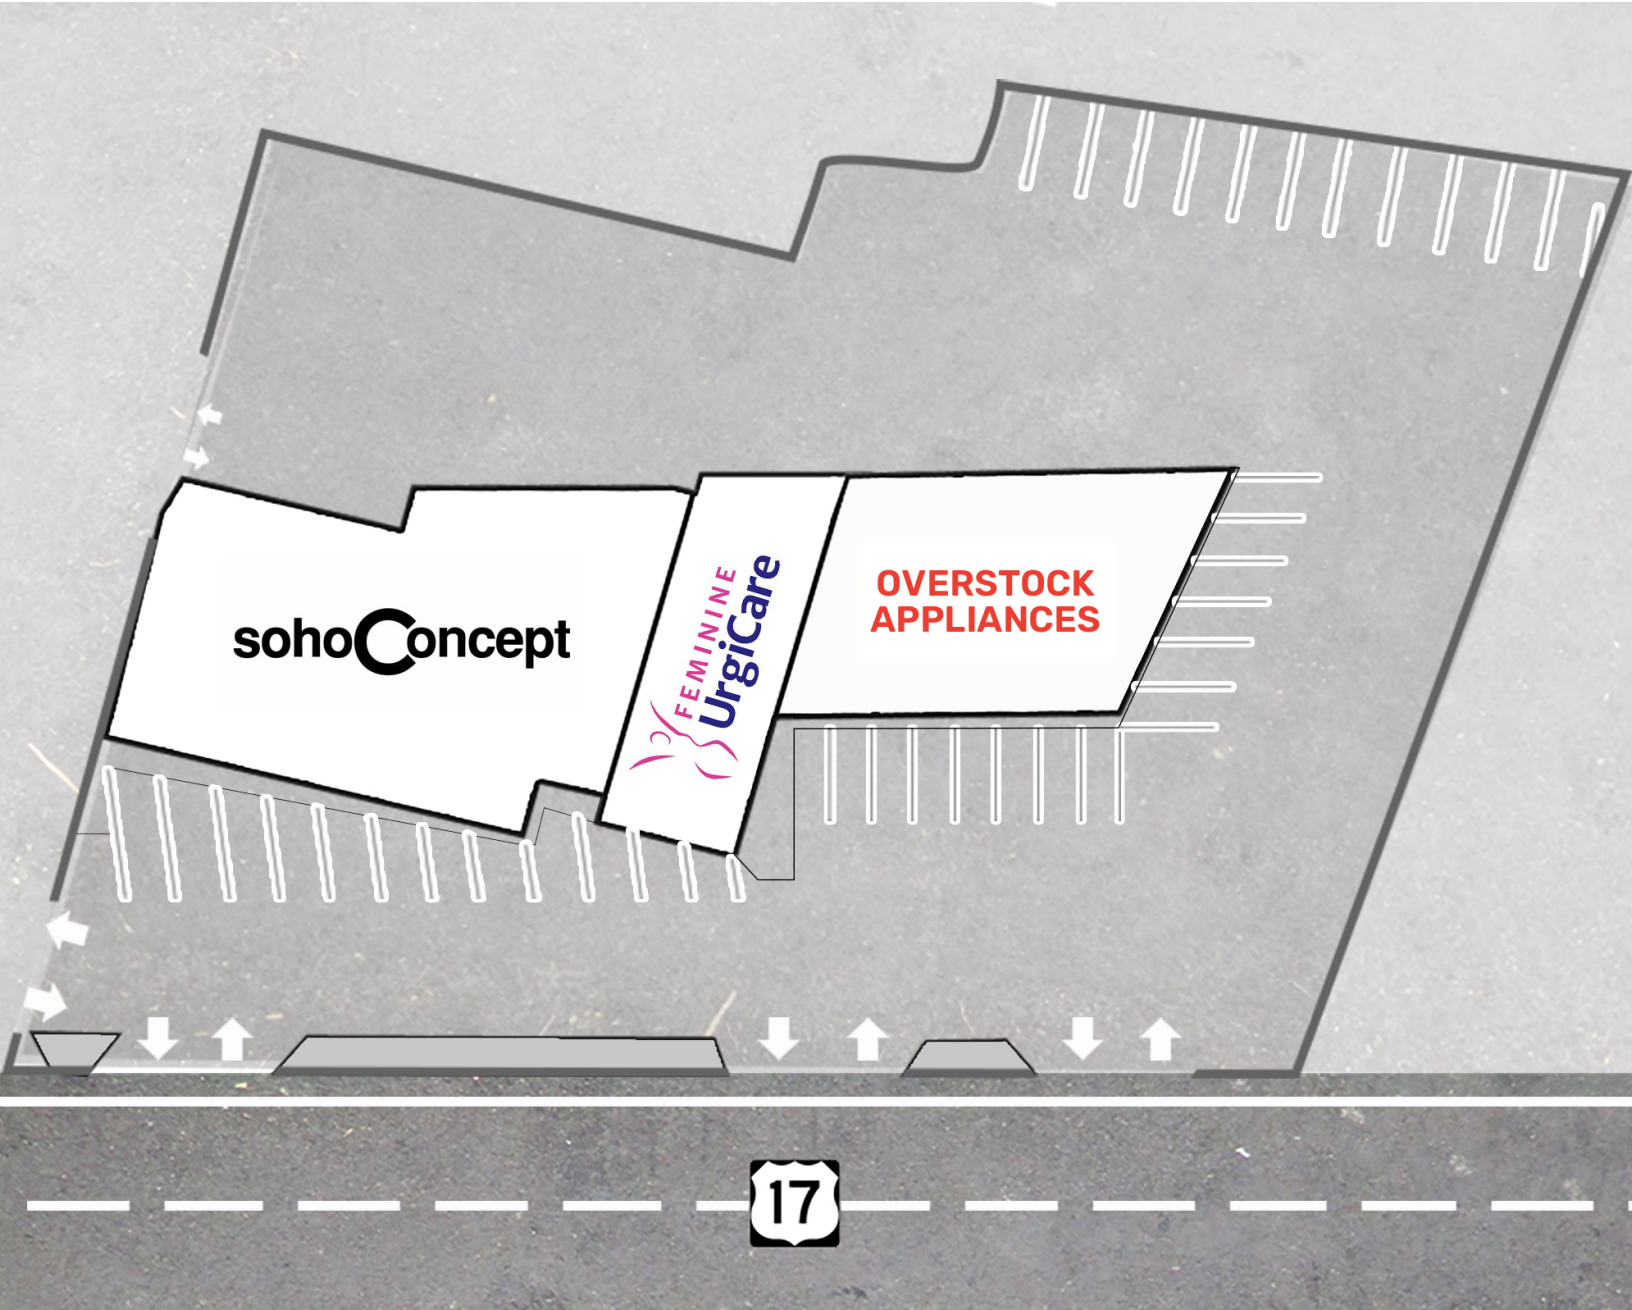 sohoConcept
FEMININE
UrgiCare
OVERSTOCK
APPLIANCES
17